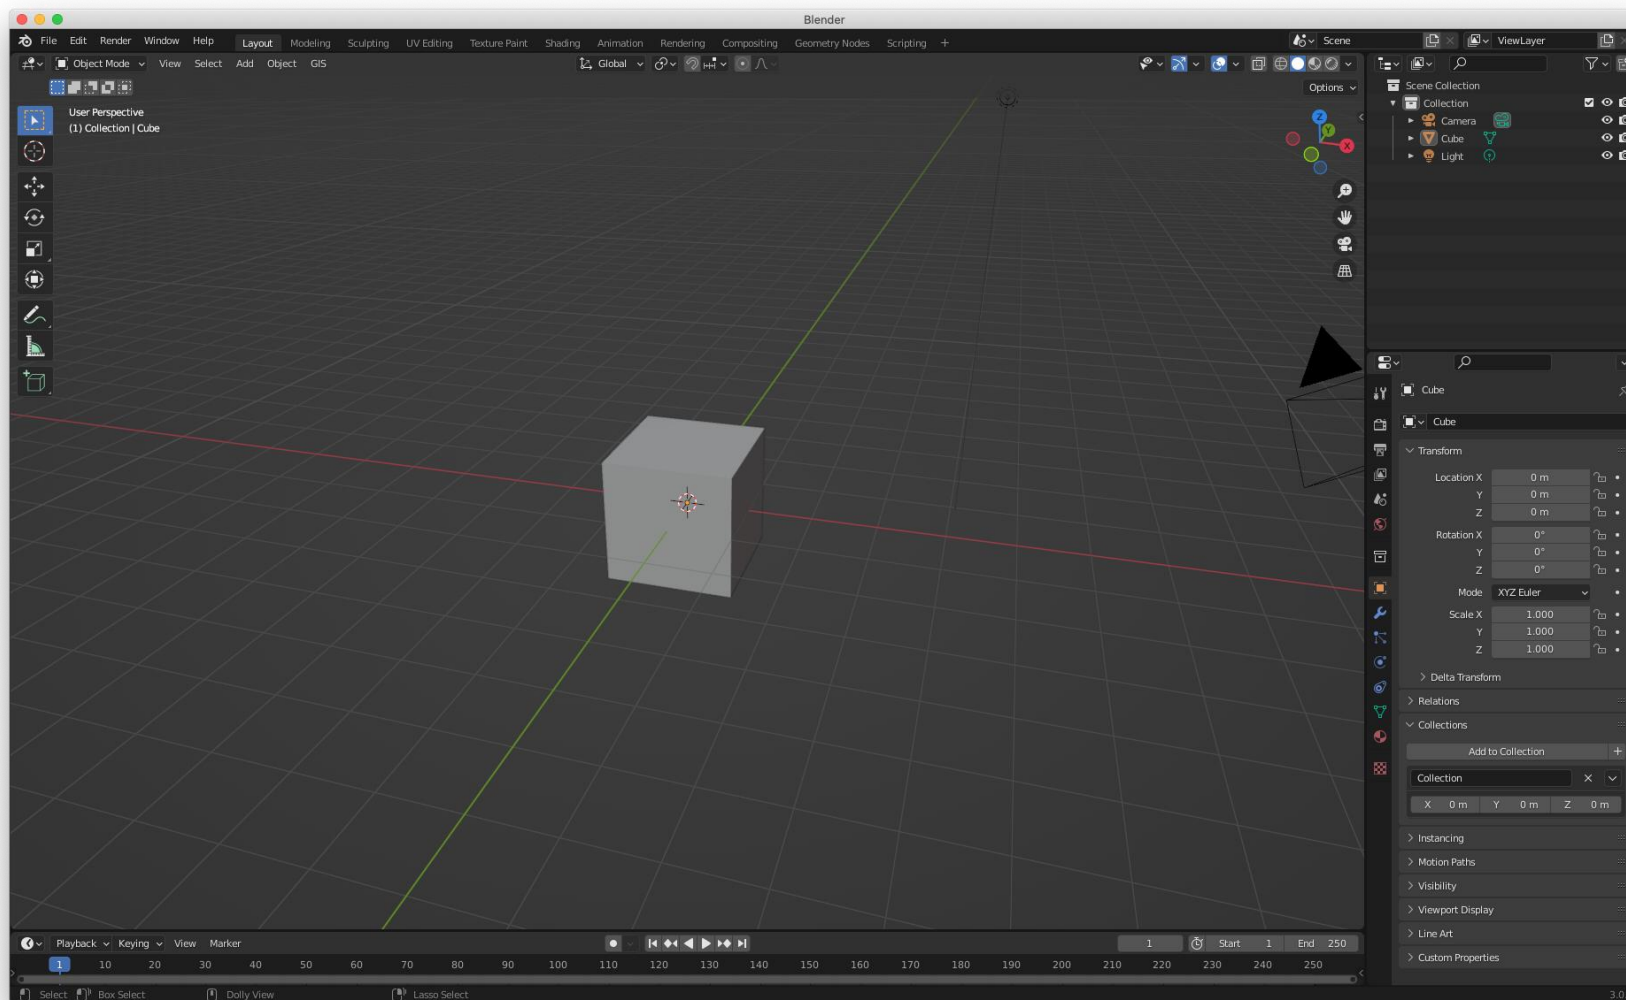 Blender
File Edit Render Window Help Layout Modeling Sculpting UV Editing Texture Paint Shading Animation Rendering Compositing Geometry Nodes Scripting + Scene ViewLayer
Object Mode View Select Add Object GIS Global
Options
User Perspective
(1) Collection | Cube
Z
Y
X
Scene Collection
Collection
Camera
Cube
Light
Cube
Cube
Transform
Location X 0 m
Y 0 m
Z 0 m
Rotation X 0°
Y 0°
Z 0°
Mode XYZ Euler
Scale X 1.000
Y 1.000
Z 1.000
Delta Transform
Relations
Collections
Add to Collection +
Collection
X 0 m Y 0 m Z 0 m
Instancing
Motion Paths
Visibility
Viewport Display
Line Art
Custom Properties
Playback Keying View Marker 1 Start 1 End 250
1 10 20 30 40 50 60 70 80 90 100 110 120 130 140 150 160 170 180 190 200 210 220 230 240 250
Select Box Select Dolly View Lasso Select 3.0